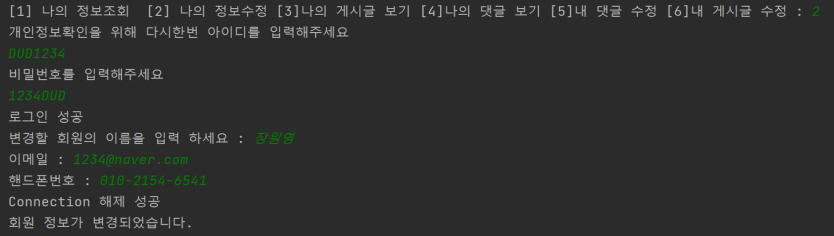 [1] 나의 정보조회  [2] 나의 정보수정 [3]나의 게시글 보기 [4]나의 댓글 보기 [5]내 댓글 수정 [6]내 게시글 수정 : 2
개인정보확인을 위해 다시한번 아이디를 입력해주세요
DUD1234
비밀번호를 입력해주세요
1234DUD
로그인 성공
변경할 회원의 이름을 입력 하세요 : 장원영
이메일 : 1234@naver.com
핸드폰번호 : 010-2154-6541
Connection 해제 성공
회원 정보가 변경되었습니다.